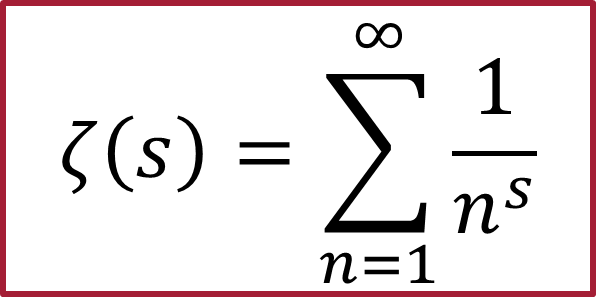 ζ(s) = ∑_{n=1}^{∞} 1/n^s